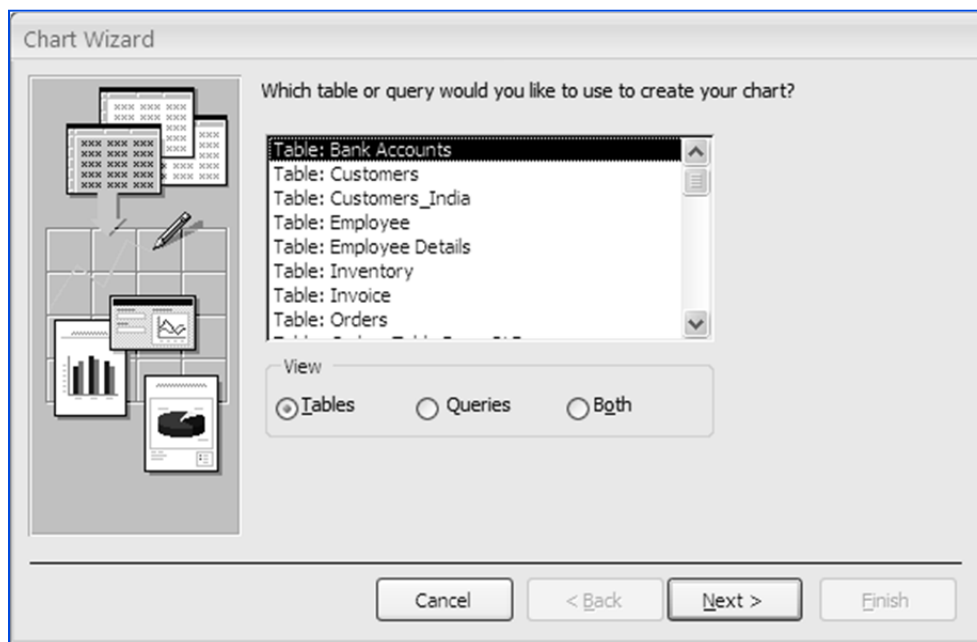 Chart Wizard
Which table or query would you like to use to create your chart?
Table: Bank Accounts
Table: Customers
Table: Customers_India
Table: Employee
Table: Employee Details
Table: Inventory
Table: Invoice
Table: Orders
View
Tables Queries Both
Cancel < Back Next > Finish